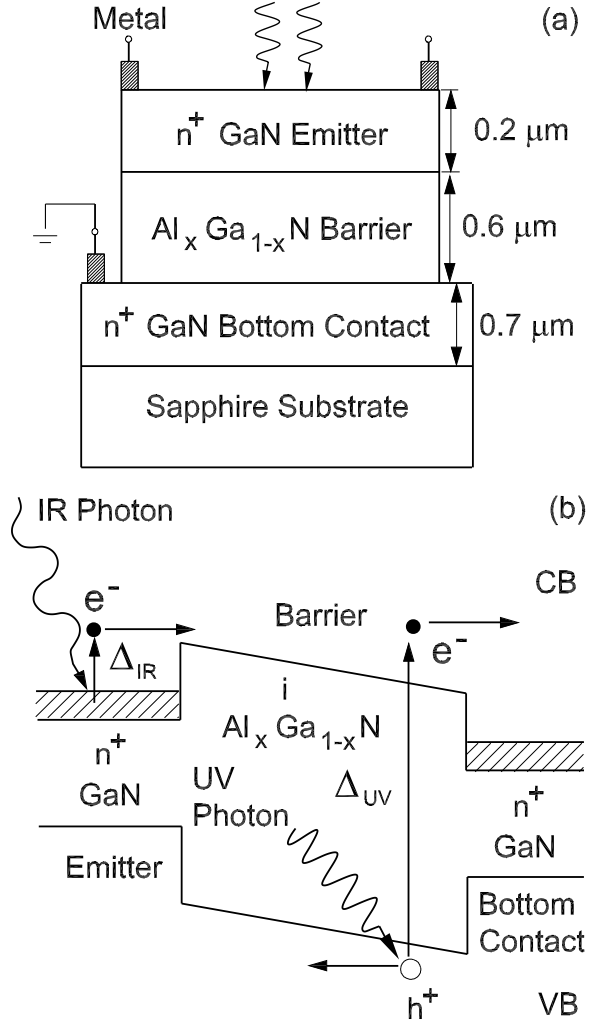 Metal
(a)
n+ GaN Emitter
0.2 μm
AlxGa1-xN Barrier
0.6 μm
n+ GaN Bottom Contact
0.7 μm
Sapphire Substrate
IR Photon
(b)
e-
Barrier
CB
e-
ΔIR
i
AlxGa1-xN
n+
GaN
UV
Photon
ΔUV
n+
GaN
Emitter
Bottom
Contact
h+
VB